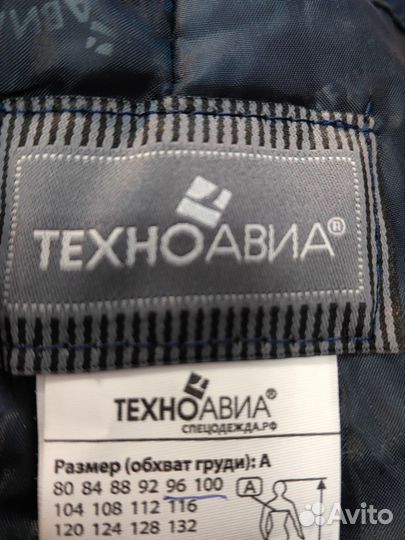 АВИА
ТЕХНОАВИА®
ТЕХНОАВИА®
СПЕЦОДЕЖДА.РФ
Размер (обхват груди): А
80 84 88 92 96 100
104 108 112 116
120 124 128 132
A
Avito